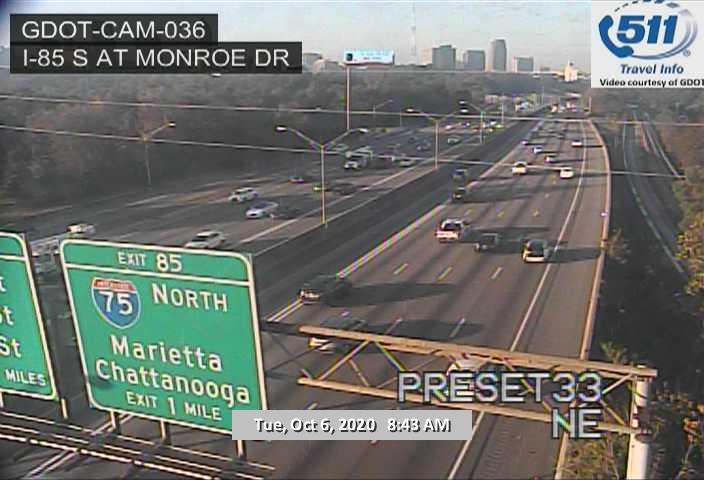 GDOT-CAM-036
I-85 S AT MONROE DR
511
Travel Info
Video courtesy of GDOT
EXIT 85
INTERSTATE
75
NORTH
Marietta
Chattanooga
EXIT 1 MILE
t
St
MILES
PRESET33
NE
Tue, Oct 6, 2020 8:43 AM